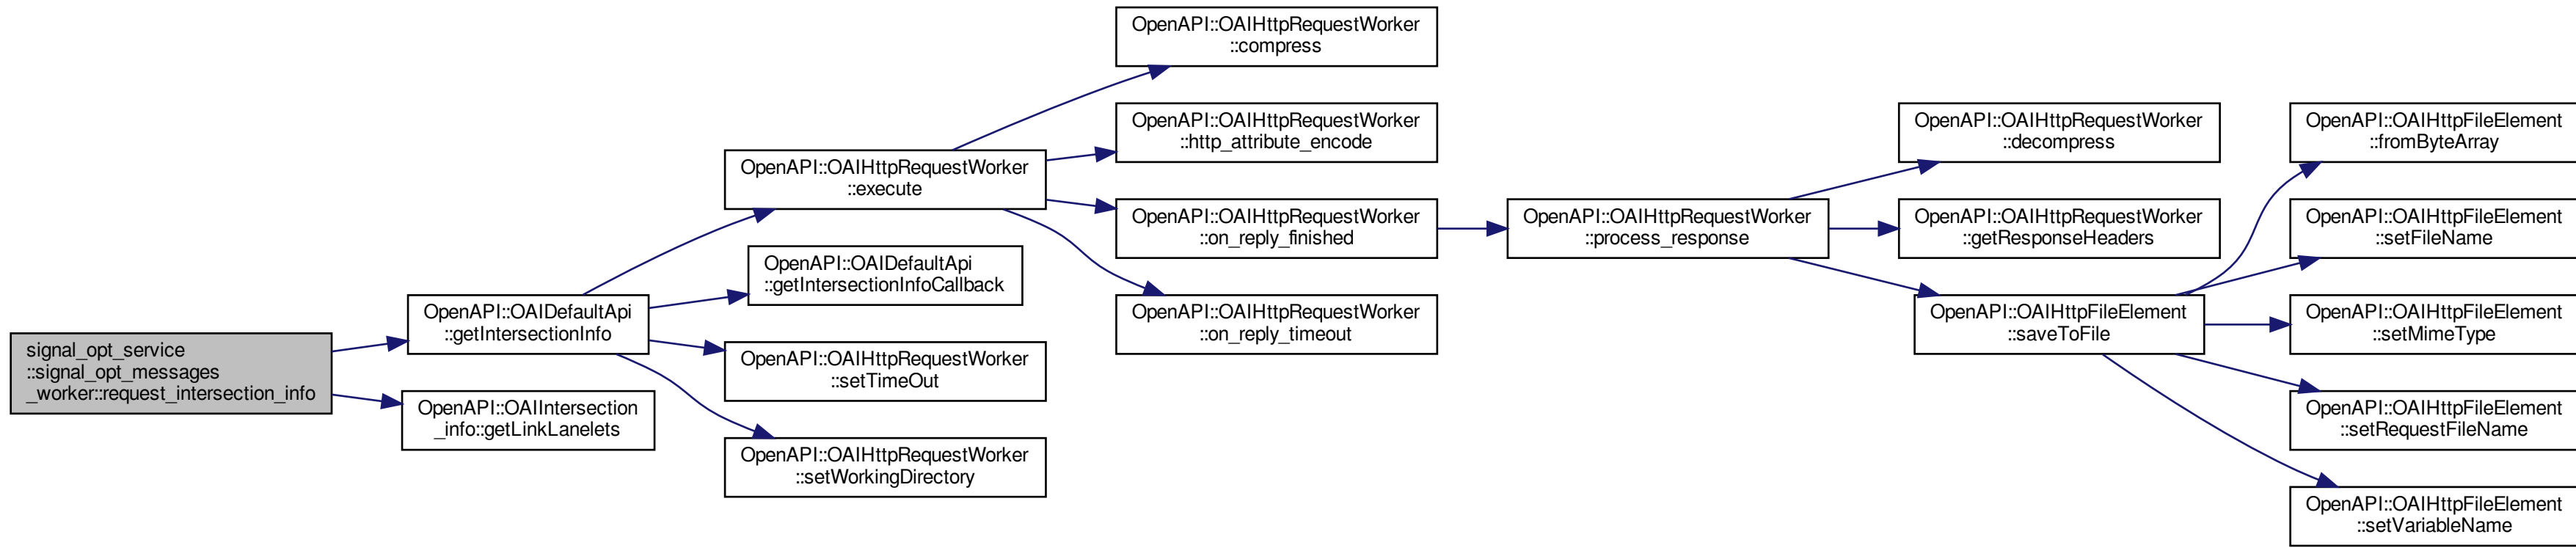 signal_opt_service
::signal_opt_messages
_worker::request_intersection_info
OpenAPI::OAIDefaultApi
::getIntersectionInfo
OpenAPI::OAIIntersection
_info::getLinkLanelets
OpenAPI::OAIHttpRequestWorker
::execute
OpenAPI::OAIDefaultApi
::getIntersectionInfoCallback
OpenAPI::OAIHttpRequestWorker
::setTimeOut
OpenAPI::OAIHttpRequestWorker
::setWorkingDirectory
OpenAPI::OAIHttpRequestWorker
::compress
OpenAPI::OAIHttpRequestWorker
::http_attribute_encode
OpenAPI::OAIHttpRequestWorker
::on_reply_finished
OpenAPI::OAIHttpRequestWorker
::on_reply_timeout
OpenAPI::OAIHttpRequestWorker
::process_response
OpenAPI::OAIHttpRequestWorker
::decompress
OpenAPI::OAIHttpRequestWorker
::getResponseHeaders
OpenAPI::OAIHttpFileElement
::saveToFile
OpenAPI::OAIHttpFileElement
::fromByteArray
OpenAPI::OAIHttpFileElement
::setFileName
OpenAPI::OAIHttpFileElement
::setMimeType
OpenAPI::OAIHttpFileElement
::setRequestFileName
OpenAPI::OAIHttpFileElement
::setVariableName